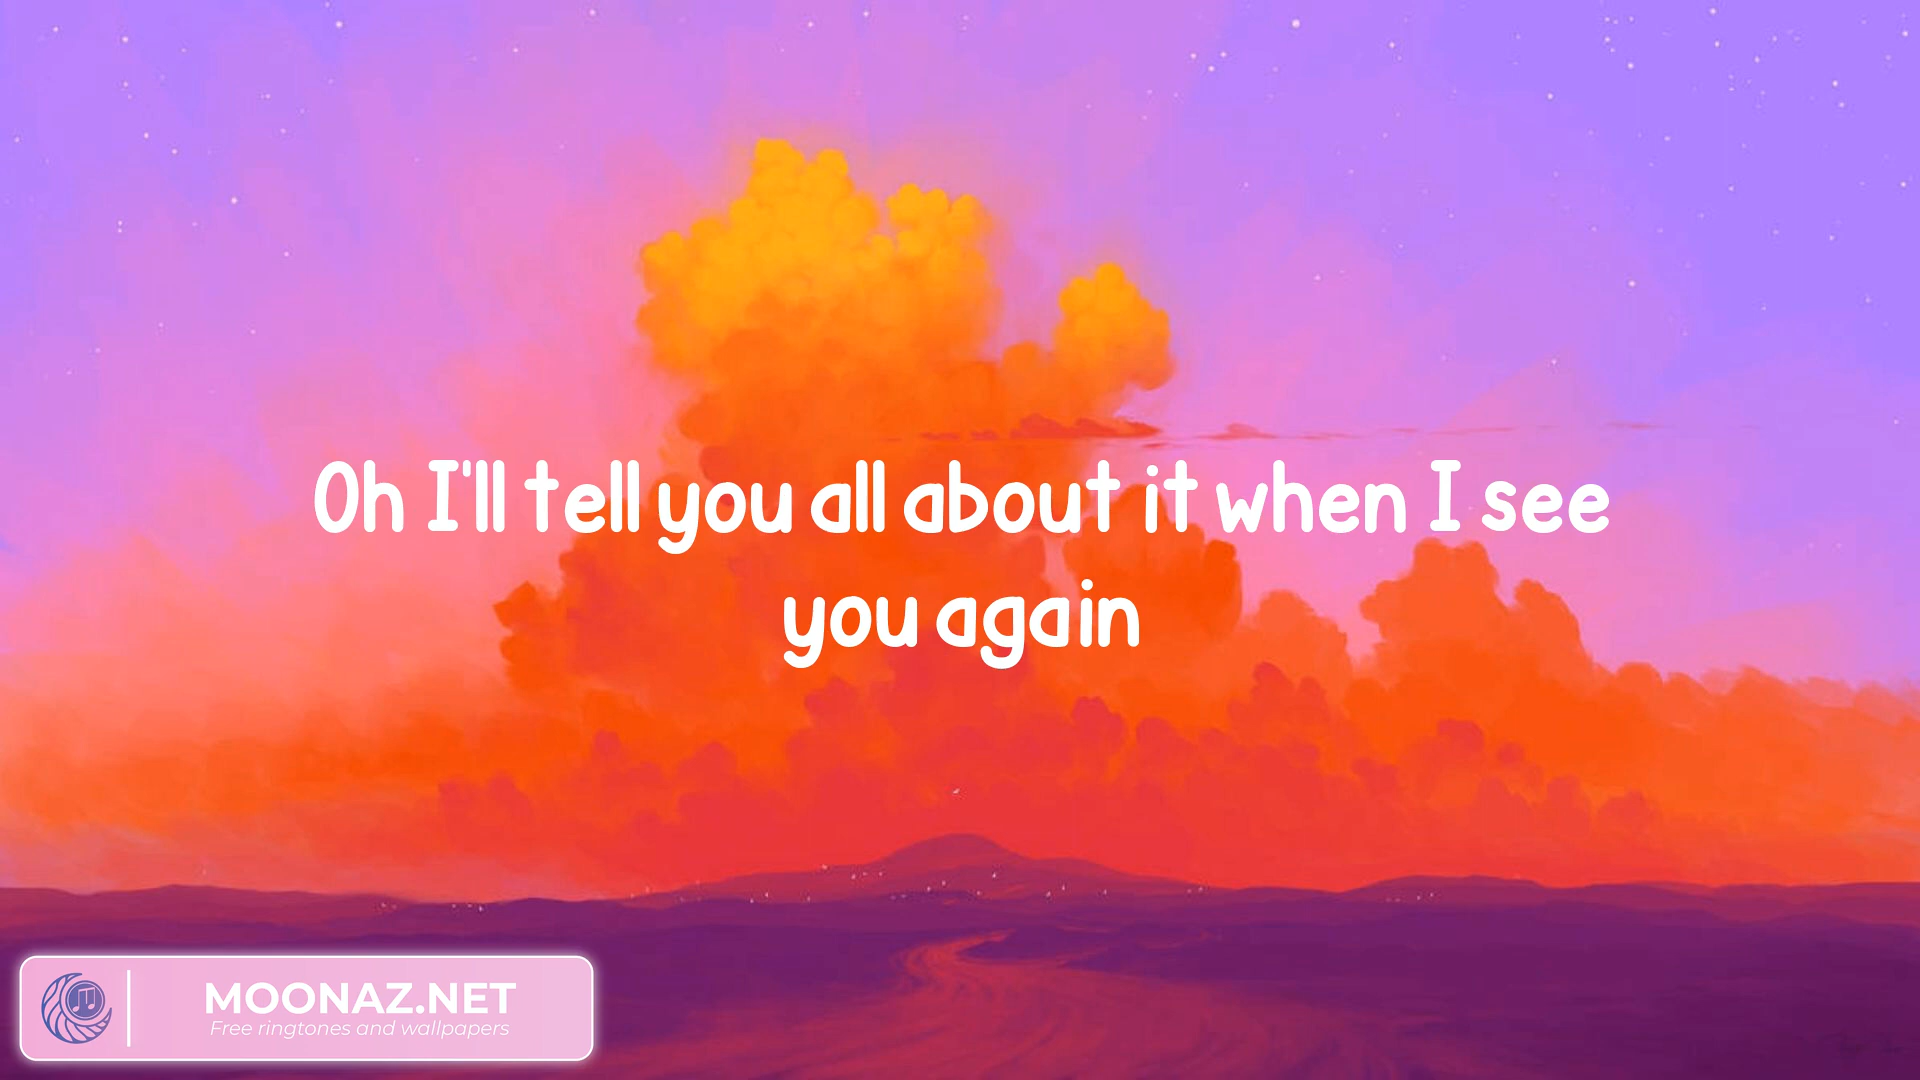 Oh I'll tell you all about it when I see
you again
MOONAZ.NET
Free ringtones and wallpapers